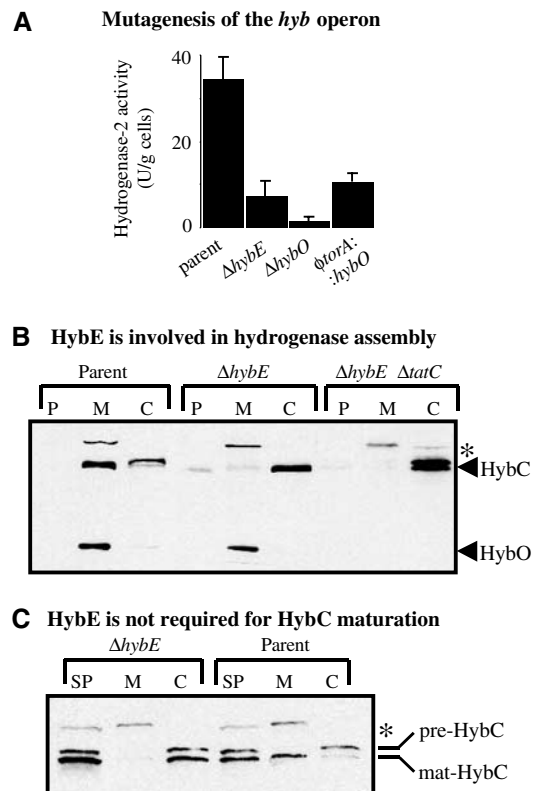 A Mutagenesis of the hyb operon
Hydrogenase-2 activity
(U/g cells)
40
20
0
parent
ΔhybE
ΔhybO
ϕtorA:
:hybO
B HybE is involved in hydrogenase assembly
Parent ΔhybE ΔhybE ΔtatC
P M C P M C P M C
*
HybC
HybO
C HybE is not required for HybC maturation
ΔhybE Parent
SP M C SP M C
*
pre-HybC
mat-HybC